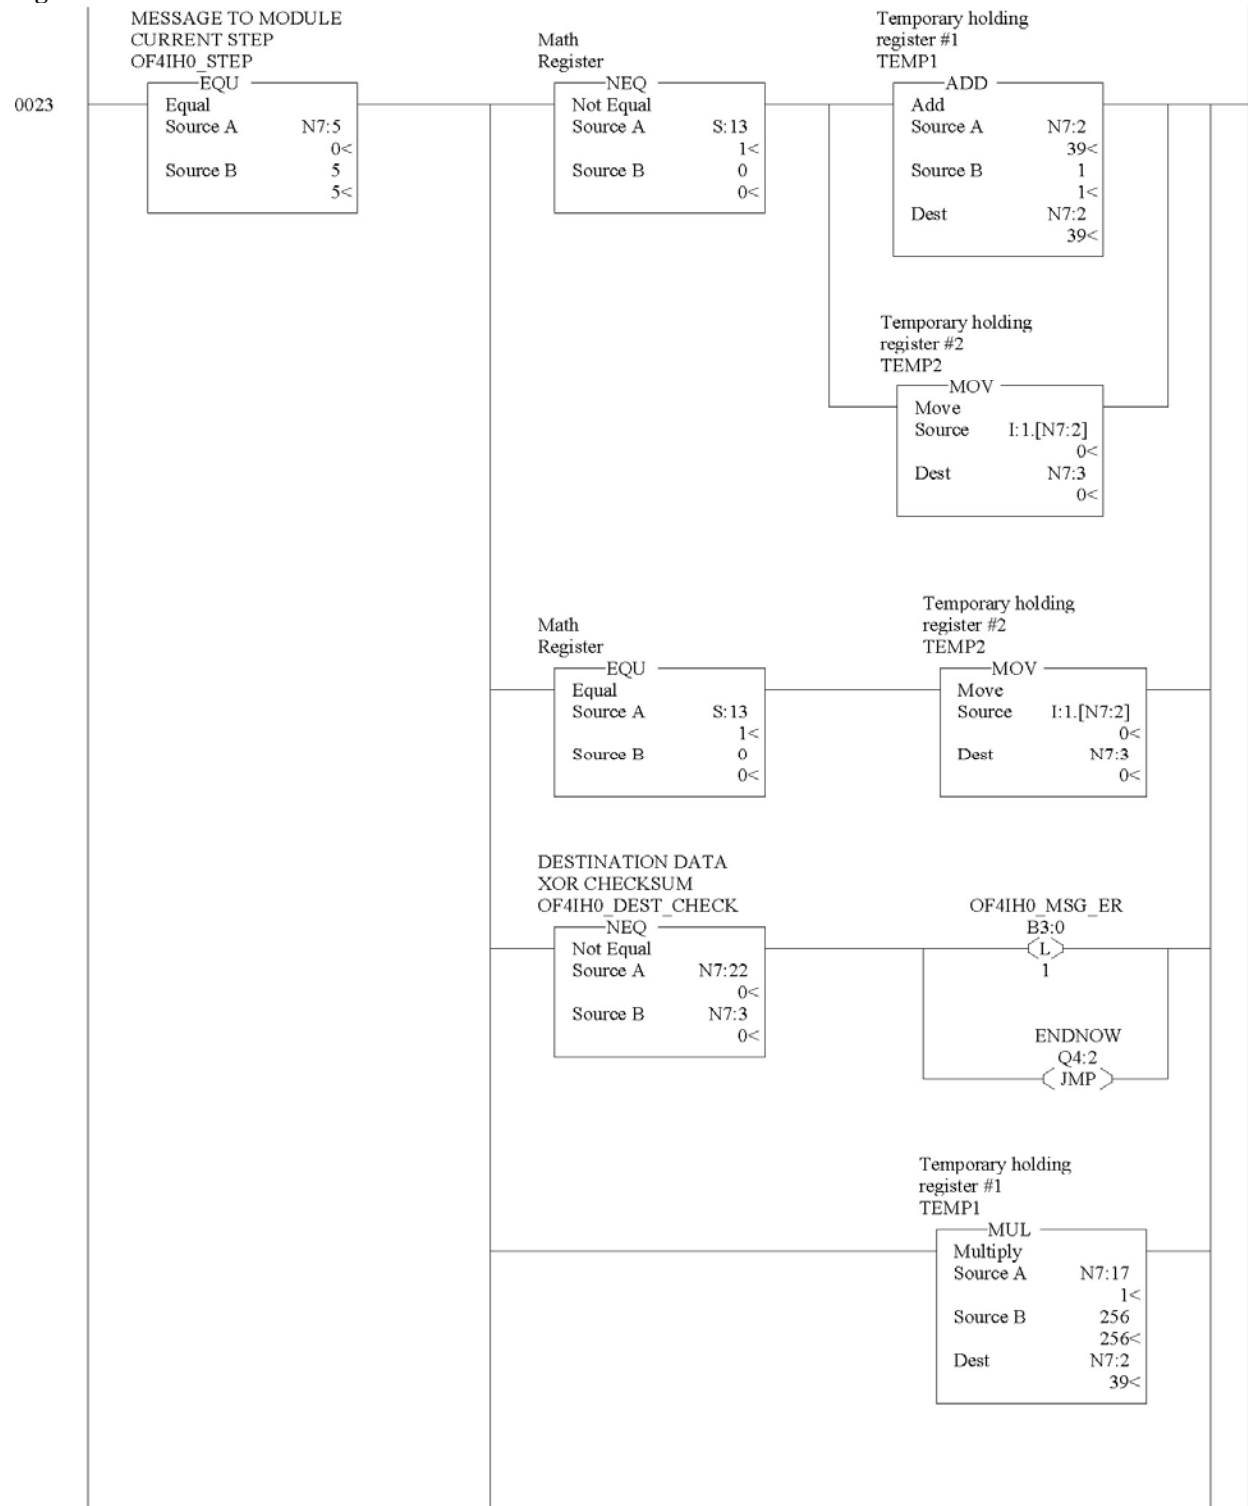 MESSAGE TO MODULE
CURRENT STEP
OF4IH0_STEP
EQU
Equal
Source A N7:5
0<
Source B 5
5<
0023
Math
Register
NEQ
Not Equal
Source A S:13
1<
Source B 0
0<
Temporary holding
register #1
TEMP1
ADD
Add
Source A N7:2
39<
Source B 1
1<
Dest N7:2
39<
Temporary holding
register #2
TEMP2
MOV
Move
Source I:1.[N7:2]
0<
Dest N7:3
0<
Math
Register
EQU
Equal
Source A S:13
1<
Source B 0
0<
Temporary holding
register #2
TEMP2
MOV
Move
Source I:1.[N7:2]
0<
Dest N7:3
0<
DESTINATION DATA
XOR CHECKSUM
OF4IH0_DEST_CHECK
NEQ
Not Equal
Source A N7:22
0<
Source B N7:3
0<
OF4IH0_MSG_ER
B3:0
L
1
ENDNOW
Q4:2
JMP
Temporary holding
register #1
TEMP1
MUL
Multiply
Source A N7:17
1<
Source B 256
256<
Dest N7:2
39<